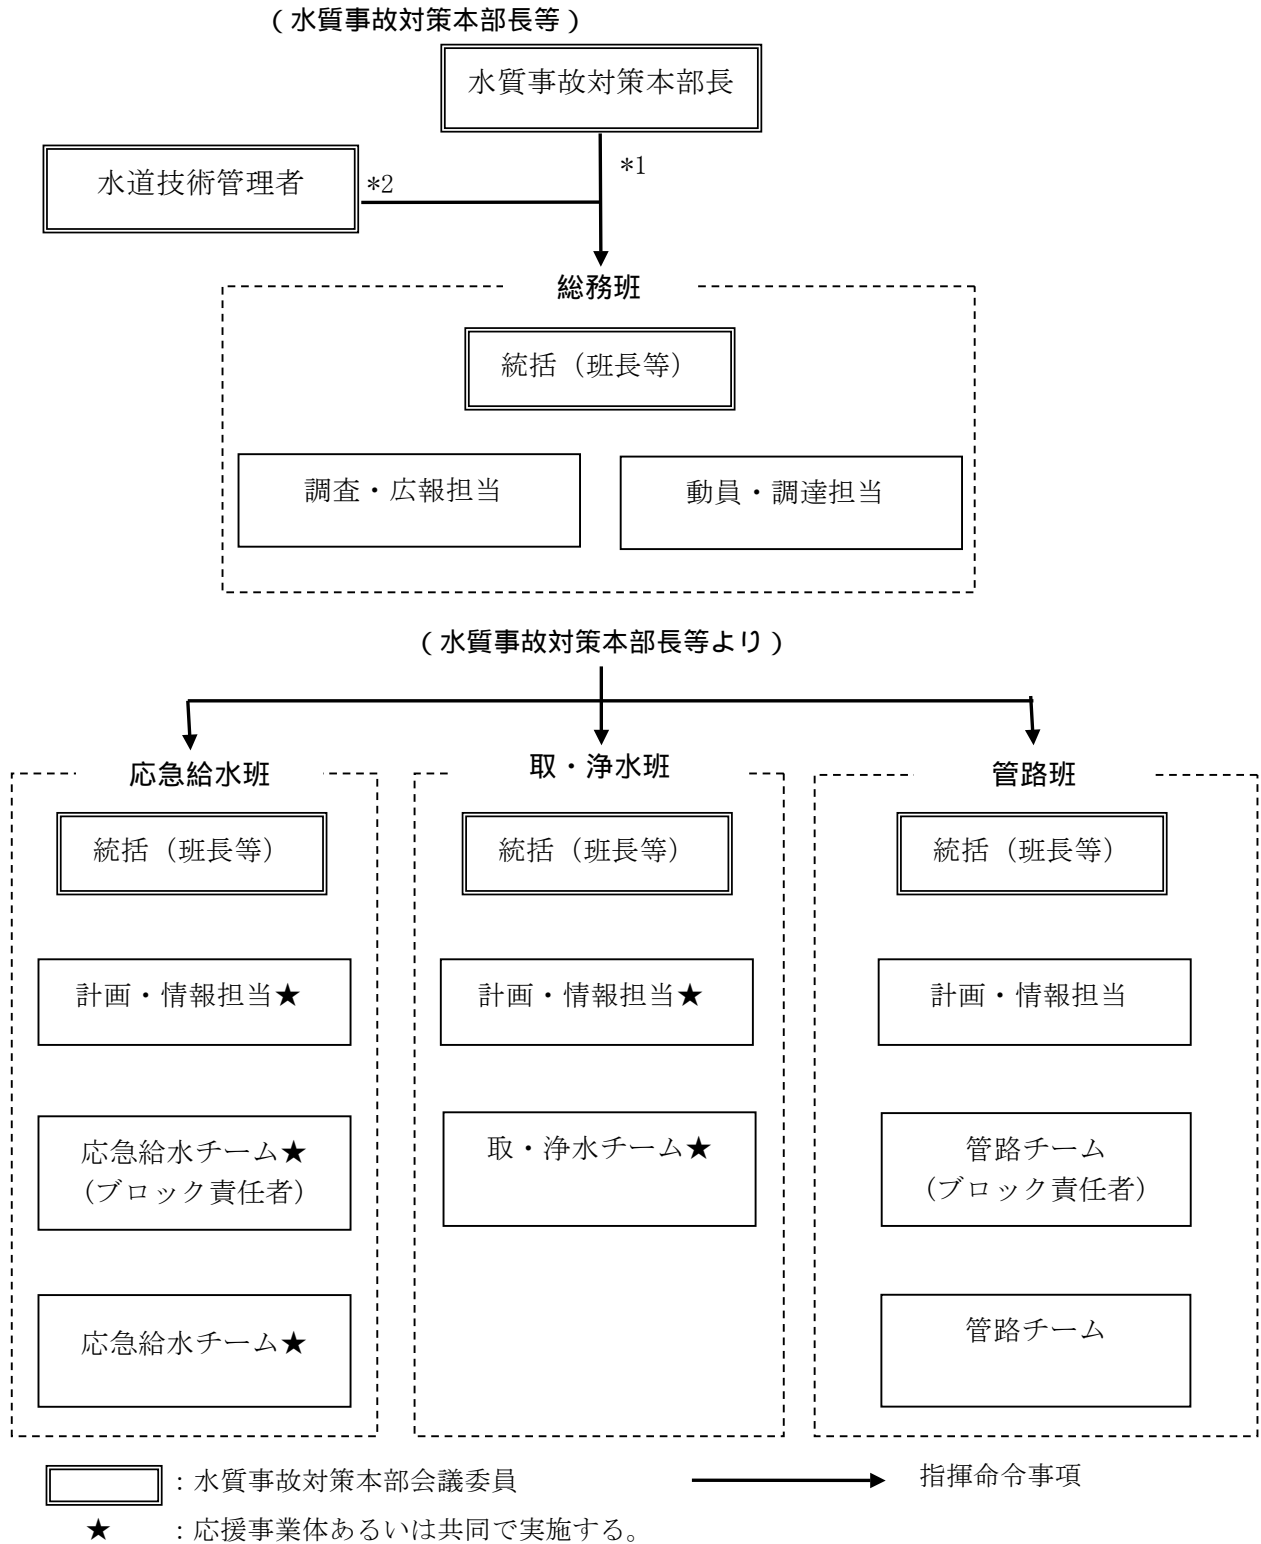 （水質事故対策本部長等）
水質事故対策本部長
*1
水道技術管理者
*2
総務班
統括（班長等）
調査・広報担当
動員・調達担当
（水質事故対策本部長等より）
応急給水班
取・浄水班
管路班
統括（班長等）
統括（班長等）
統括（班長等）
計画・情報担当★
計画・情報担当★
計画・情報担当
応急給水チーム★
（ブロック責任者）
取・浄水チーム★
管路チーム
（ブロック責任者）
応急給水チーム★
管路チーム
：水質事故対策本部会議委員
指揮命令事項
★ ：応援事業体あるいは共同で実施する。